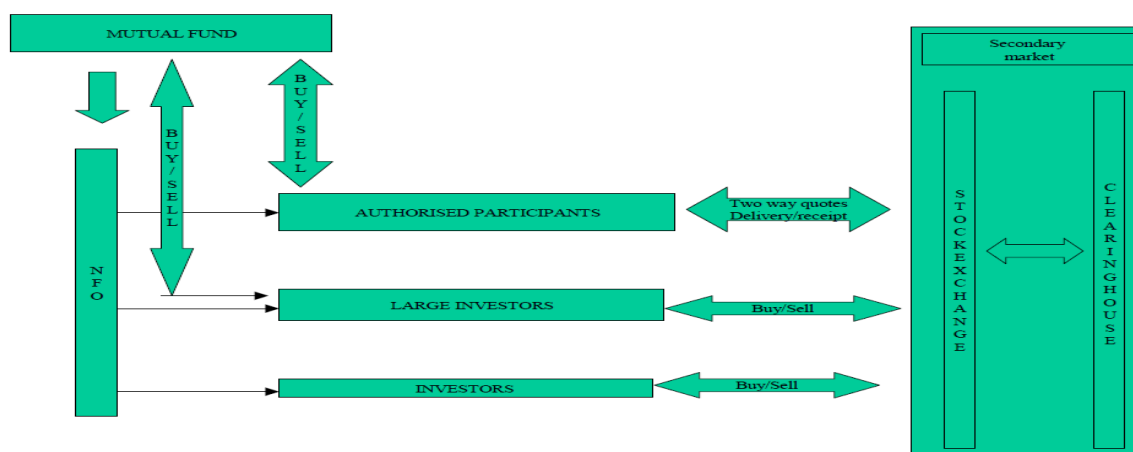 MUTUAL FUND
Secondary
market
BUY/SELL
BUY/SELL
NFO
AUTHORISED PARTICIPANTS
Two way quotes
Delivery/receipt
LARGE INVESTORS
Buy/Sell
INVESTORS
Buy/Sell
STOCKEXCHANGE
CLEARINGHOUSE